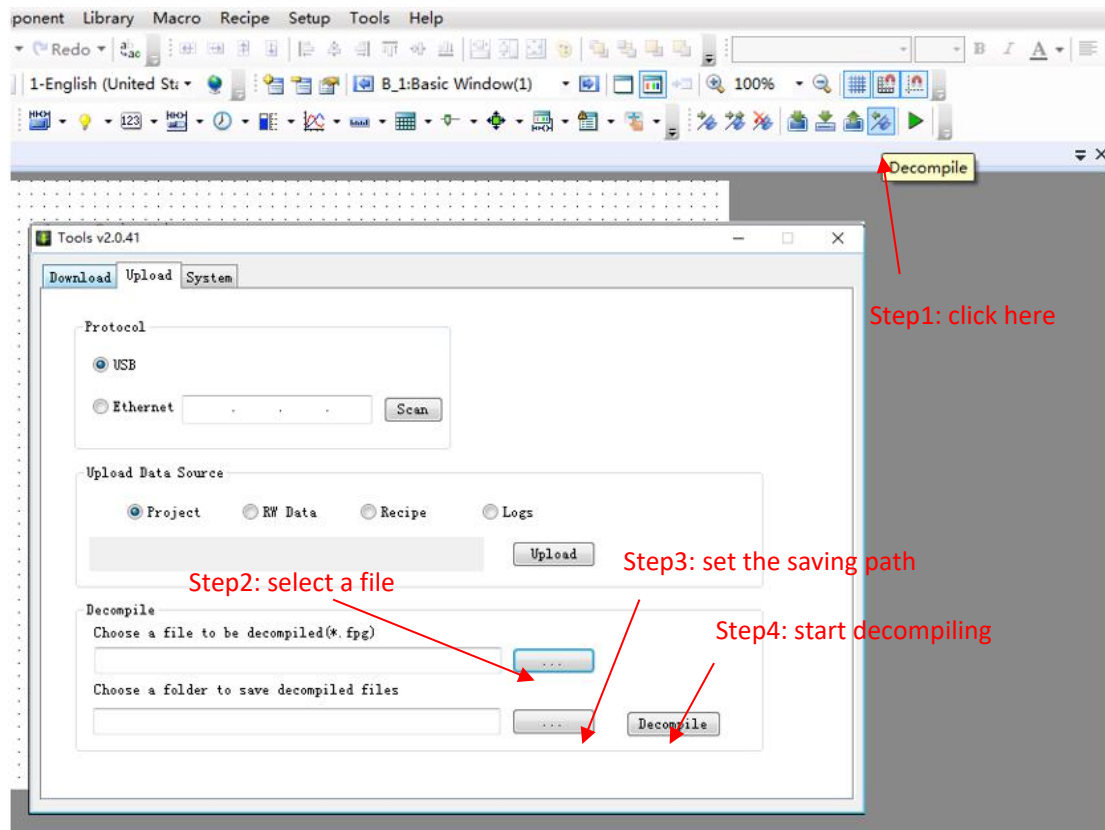 ponent Library Macro Recipe Setup Tools Help
Redo
1-English (United Sta B_1:Basic Window(1) 100% B I A
Decompile
Tools v2.0.41
Download Upload System
Step1: click here
Protocol
USB
Ethernet . . . Scan
Upload Data Source
Project RW Data Recipe Logs
Upload
Step3: set the saving path
Step2: select a file
Decompile
Choose a file to be decompiled(*.fpg)
Step4: start decompiling
...
Choose a folder to save decompiled files
... Decompile